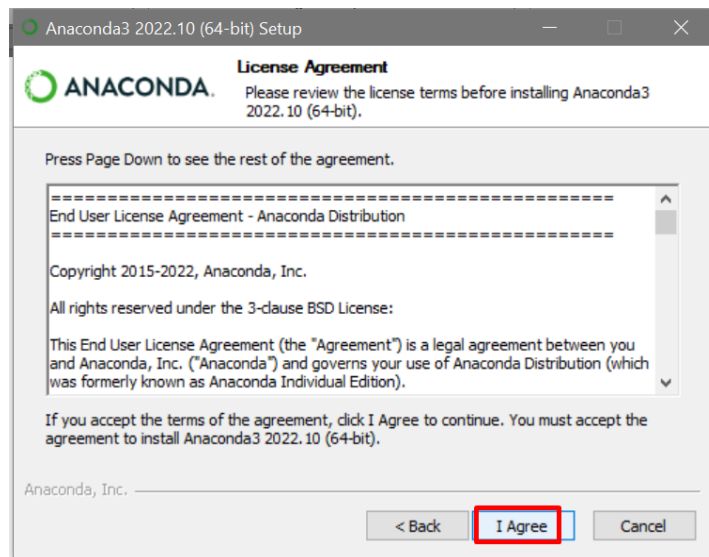 Anaconda3 2022.10 (64-bit) Setup
ANACONDA.
License Agreement
Please review the license terms before installing Anaconda3
2022.10 (64-bit).
Press Page Down to see the rest of the agreement.
==================================================
End User License Agreement - Anaconda Distribution
==================================================
Copyright 2015-2022, Anaconda, Inc.
All rights reserved under the 3-clause BSD License:
This End User License Agreement (the "Agreement") is a legal agreement between you
and Anaconda, Inc. ("Anaconda") and governs your use of Anaconda Distribution (which
was formerly known as Anaconda Individual Edition).
If you accept the terms of the agreement, click I Agree to continue. You must accept the
agreement to install Anaconda3 2022.10 (64-bit).
Anaconda, Inc.
< Back
I Agree
Cancel